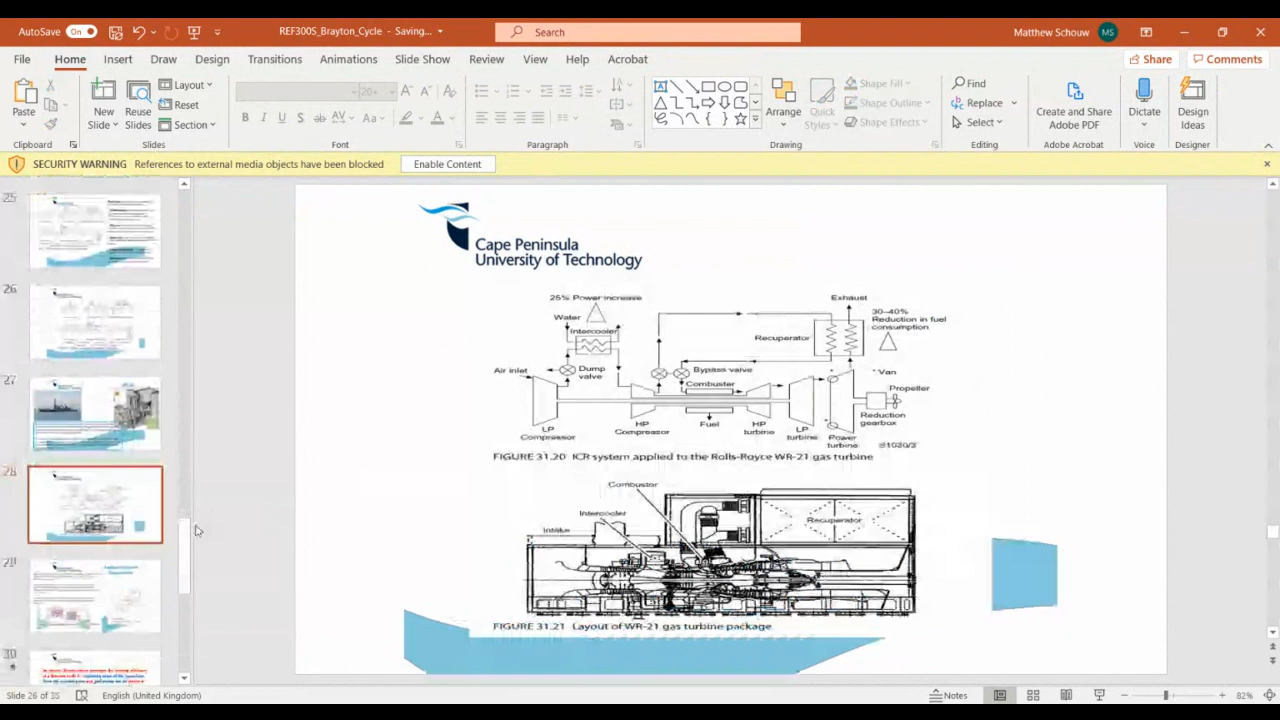 AutoSave On
REF300S_Brayton_Cycle - Saving...
Search
Matthew Schouw MS
File Home Insert Draw Design Transitions Animations Slide Show Review View Help Acrobat Share Comments
Paste
New
Slide
Reuse
Slides
Layout
Reset
Section
20
Arrange
Quick
Styles
Shape Fill
Shape Outline
Shape Effects
Find
Replace
Select
Create and Share
Adobe PDF
Dictate
Design
Ideas
Clipboard Slides Font Paragraph Drawing Editing Adobe Acrobat Voice Designer
SECURITY WARNING References to external media objects have been blocked Enable Content
25
26
27
28
29
30
Cape Peninsula
University of Technology
Exhaust
Water
Intercooler
30-40%
Reduction in fuel
consumption
Recuperator
Air inlet
Dump
valve
Bypass valve
Combuster
Propeller
LP
Compressor
HP
Compressor
Fuel
HP
turbine
LP
turbine
Power
turbine
Reduction
gearbox
FIGURE 31.20 ICR system applied to the Rolls-Royce WR-21 gas turbine
Combustor
Intercooler
Intake
Recuperator
FIGURE 31.21 Layout of WR-21 gas turbine package
Slide 26 of 35 English (United Kingdom) Notes 82%